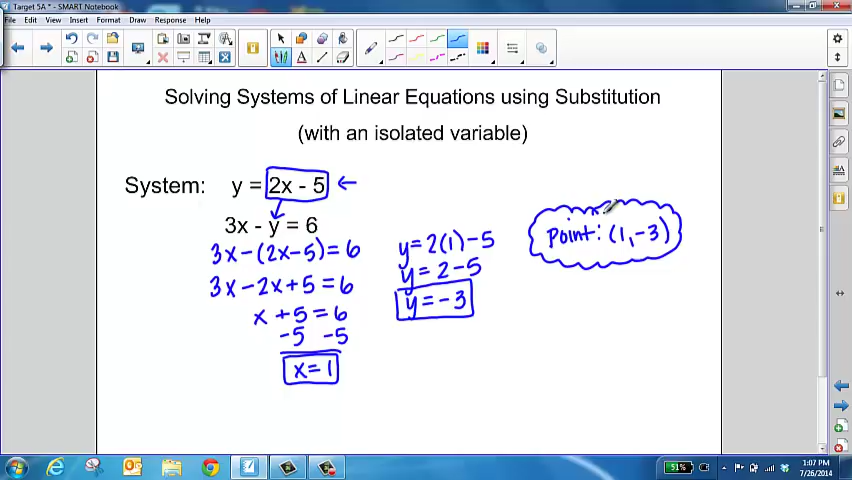 Target 5A * - SMART Notebook
File Edit View Insert Format Draw Response Help
Solving Systems of Linear Equations using Substitution
(with an isolated variable)
System: y = 2x - 5 ←
3x - y = 6
3x-(2x-5)=6
3x-2x+5=6
x+5=6
-5 -5
x=1
y=2(1)-5
y=2-5
y=-3
Point: (1,-3)
51%
1:07 PM
7/26/2014